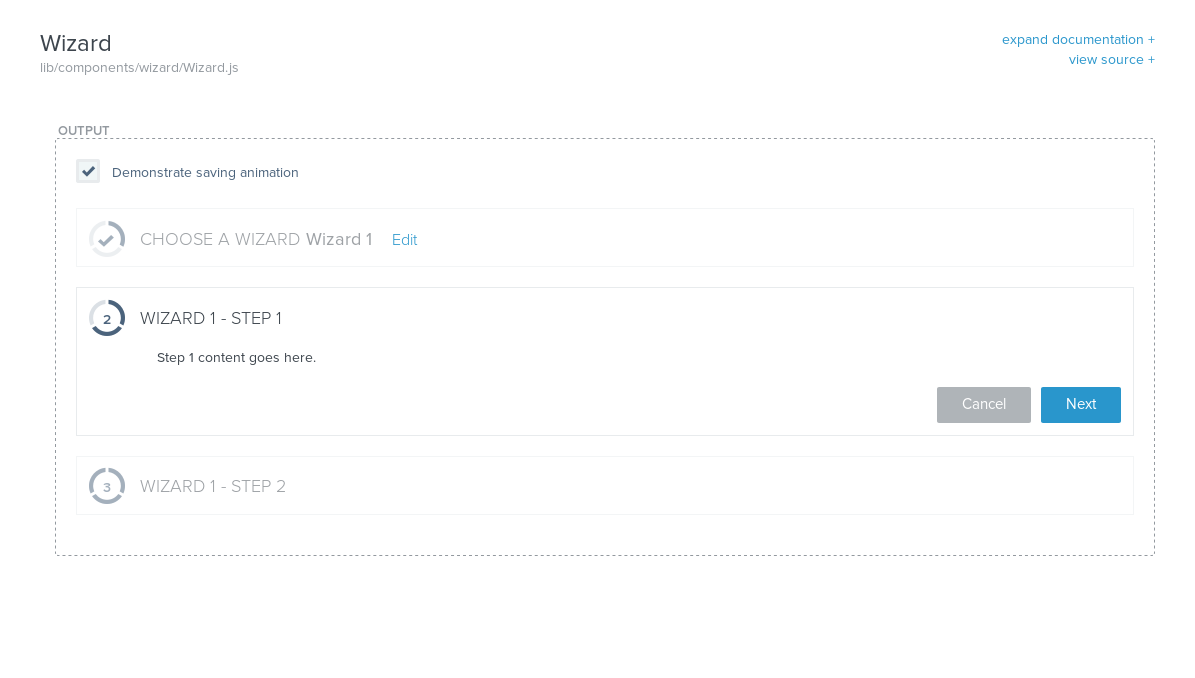 Wizard
lib/components/wizard/Wizard.js
expand documentation +
view source +
OUTPUT
Demonstrate saving animation
CHOOSE A WIZARD Wizard 1 Edit
2 WIZARD 1 - STEP 1
Step 1 content goes here.
Cancel Next
3 WIZARD 1 - STEP 2